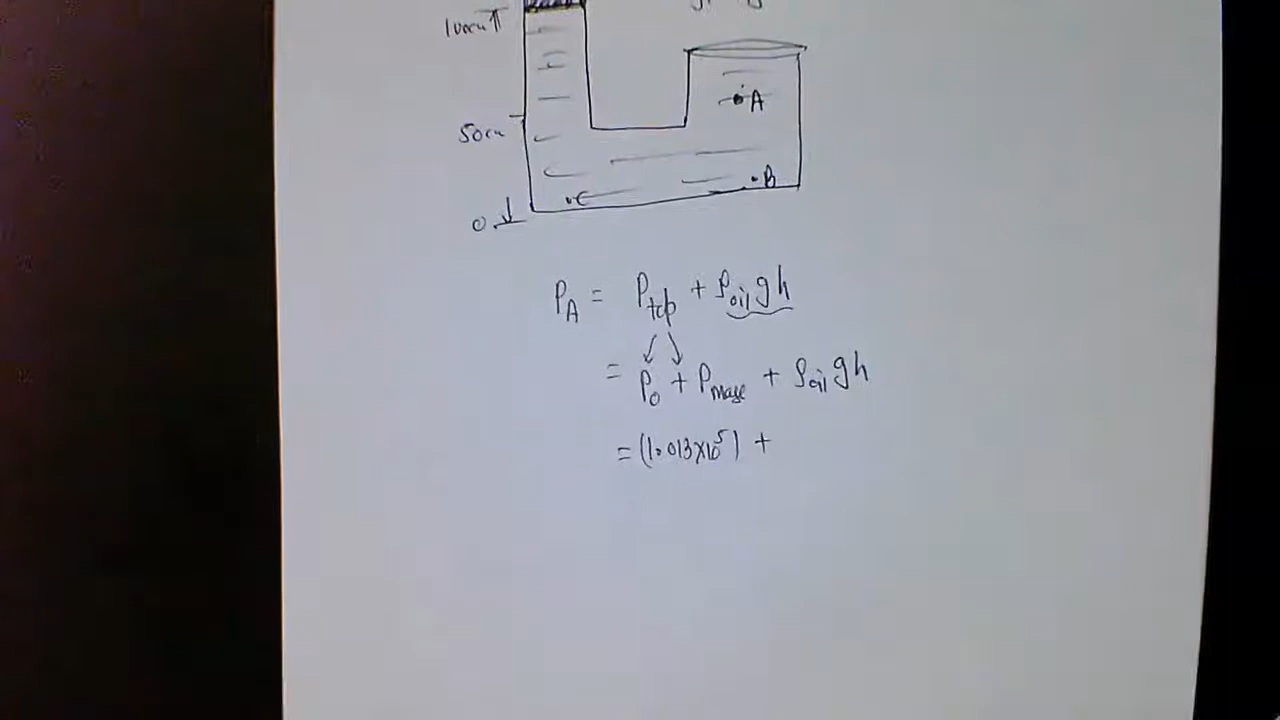 100cm
A
50cm
B
C
0
P_A = P_top + ρ_oil g h
= P_0 + P_mass + ρ_oil g h
= (1.013×10^5) +